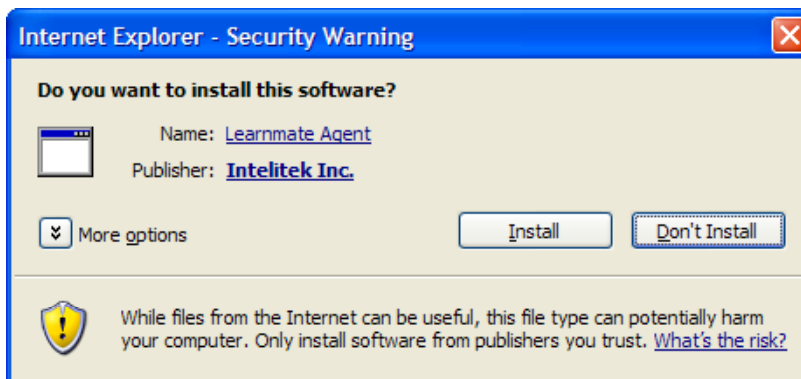 Internet Explorer - Security Warning
Do you want to install this software?
Name: Learnmate Agent
Publisher: Intelitek Inc.
More options
Install
Don't Install
While files from the Internet can be useful, this file type can potentially harm
your computer. Only install software from publishers you trust. What's the risk?